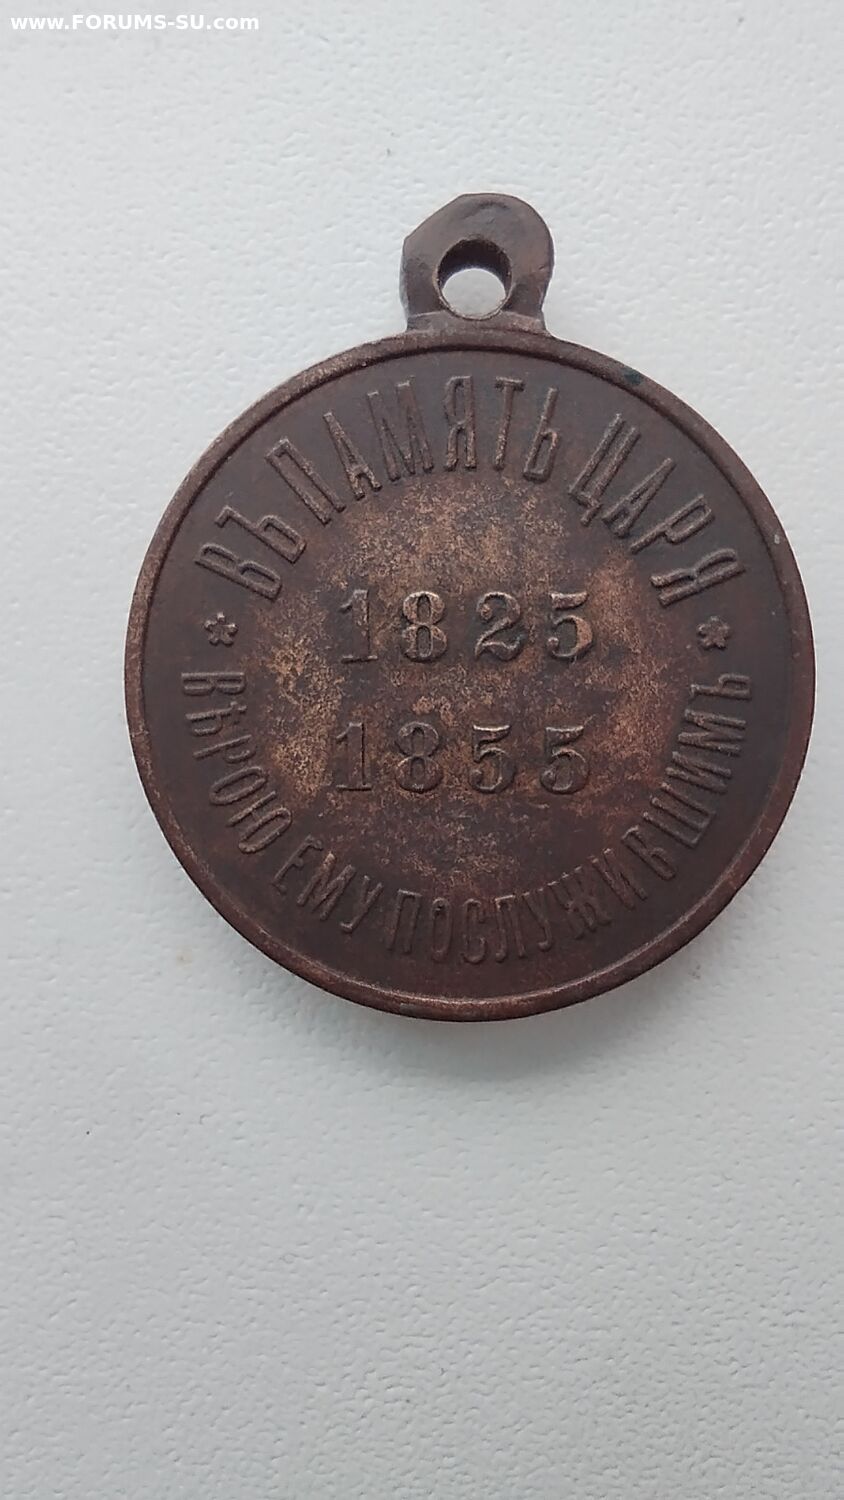 www.FORUMS-SU.com
ВЪ ПАМЯТЬ ЦАРЯ
1825
1855
* ВѢРОЮ ЕМУ ПОСЛУЖИВШИМЪ *